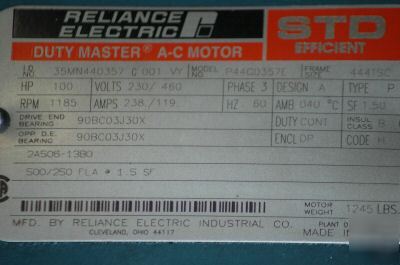 RELIANCE
ELECTRIC
STD
EFFICIENT
DUTY MASTER® A-C MOTOR
I.D. NO. 35MN440357 G 001 VY MODEL NO. P44G0357E FRAME SIZE 444TSC
HP 100 VOLTS 230/ 460 PHASE 3 DESIGN A TYPE P
RPM 1185 AMPS 238./119. HZ 60 AMB 040 °C SF 1.50
DRIVE END BEARING 90BC03J30X DUTY CONT INSUL CLASS B
OPP. D.E. BEARING 90BC03J30X ENCL DP CODE H
2A506-1380
500/250 FLA @ 1.5 SF
MOTOR WEIGHT 1245 LBS.
MFD. BY RELIANCE ELECTRIC INDUSTRIAL CO. PLANT
CLEVELAND, OHIO 44117 MADE